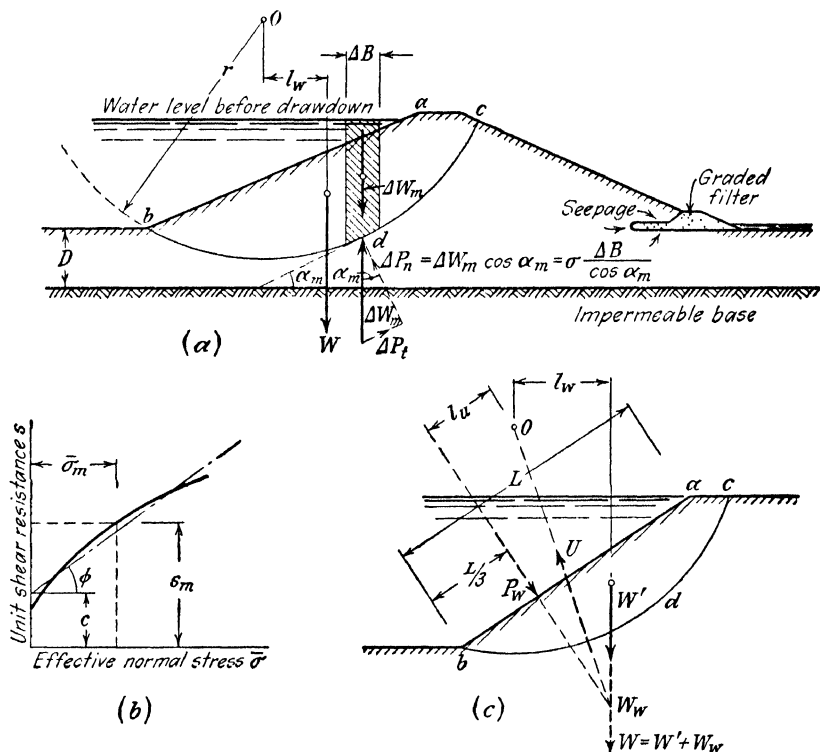 O
ΔB
r
l_w
Water level before drawdown
a
c
ΔW_m
Graded filter
Seepage
b
d
D
ΔP_n = ΔW_m cos α_m = σ ΔB / cos α_m
α_m
α_m
ΔW_m
ΔP_t
W
Impermeable base
(a)
Unit shear resistance s
σ̄_m
ϕ
c
s_m
Effective normal stress σ̄
(b)
l_w
l_u
O
L
a
c
L/3
U
P_w
W'
d
b
W_w
W = W' + W_w
(c)